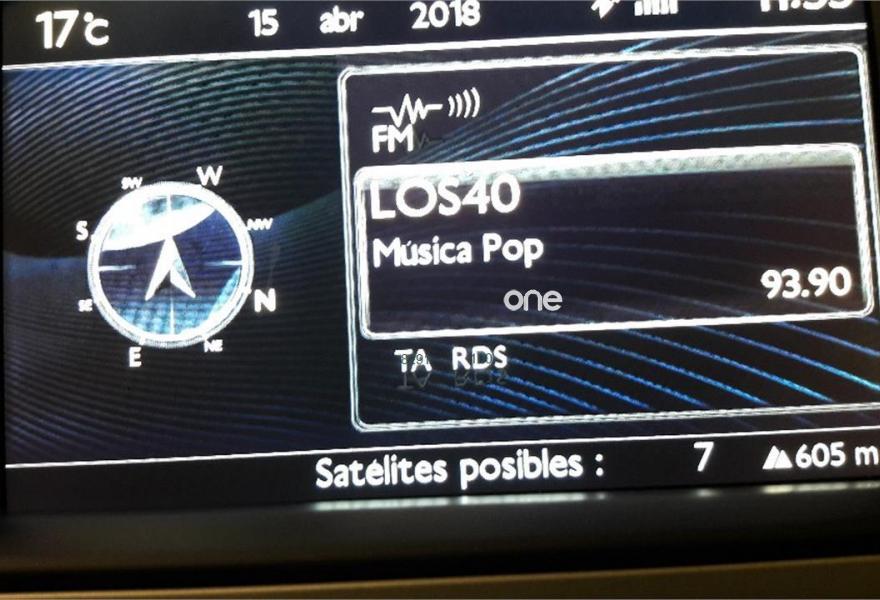 17°C 15 abr 2018
FM
LOS40
Música Pop
93.90
one
TA RDS
W
NW
N
NE
E
SE
S
SW
Satélites posibles : 7 605 m